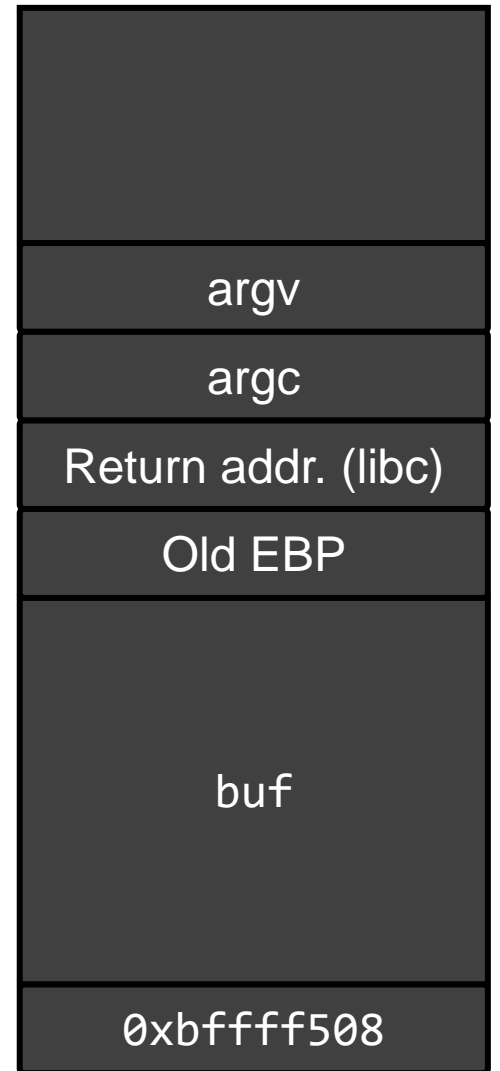 argv
argc
Return addr. (libc)
Old EBP
buf
0xbffff508